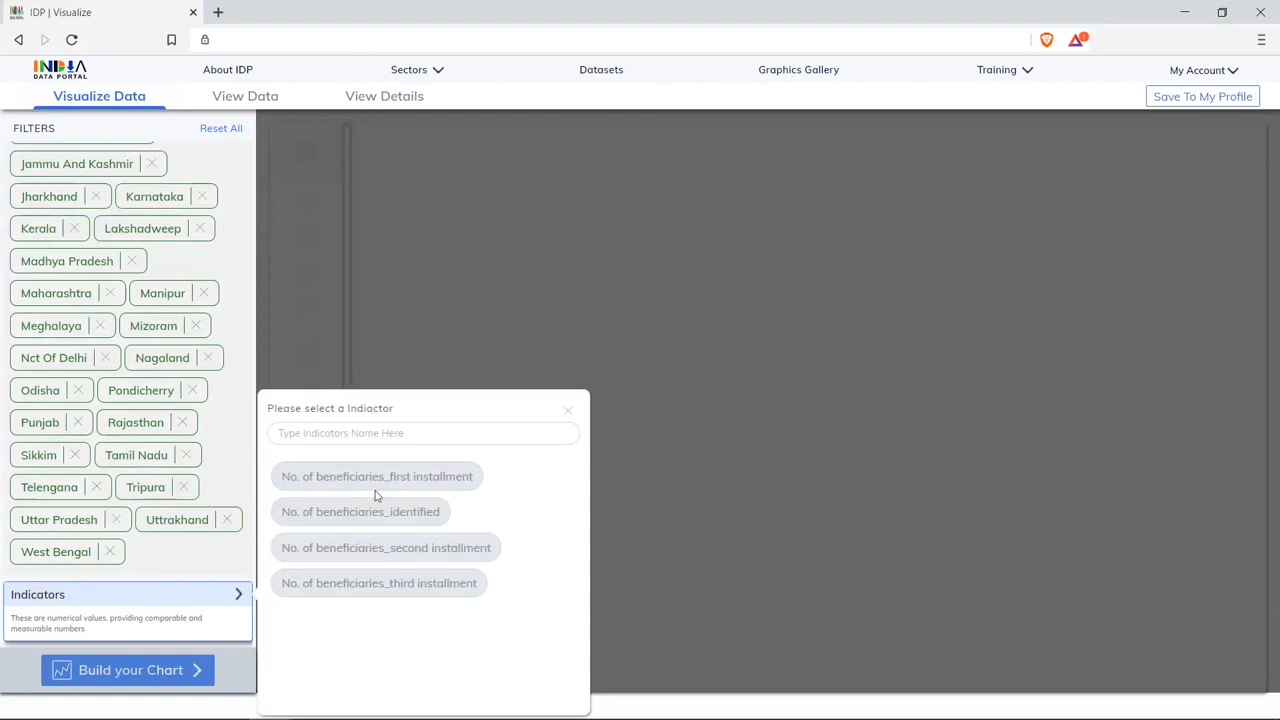 IDP | Visualize
INDIA
DATA PORTAL
About IDP
Sectors
Datasets
Graphics Gallery
Training
My Account
Visualize Data
View Data
View Details
Save To My Profile
FILTERS
Reset All
Jammu And Kashmir
Jharkhand
Karnataka
Kerala
Lakshadweep
Madhya Pradesh
Maharashtra
Manipur
Meghalaya
Mizoram
Nct Of Delhi
Nagaland
Odisha
Pondicherry
Punjab
Rajasthan
Sikkim
Tamil Nadu
Telengana
Tripura
Uttar Pradesh
Uttrakhand
West Bengal
Indicators
These are numerical values, providing comparable and
measurable numbers
Build your Chart
Please select a Indiactor
Type Indicators Name Here
No. of beneficiaries_first installment
No. of beneficiaries_identified
No. of beneficiaries_second installment
No. of beneficiaries_third installment